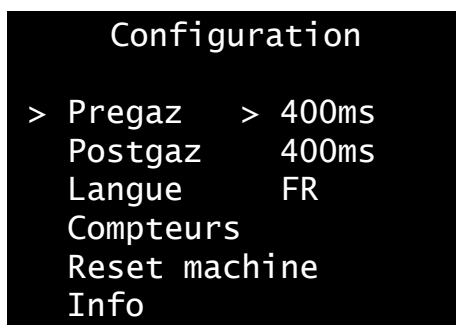 Configuration
> Pregaz > 400ms
Postgaz 400ms
Langue FR
Compteurs
Reset machine
Info